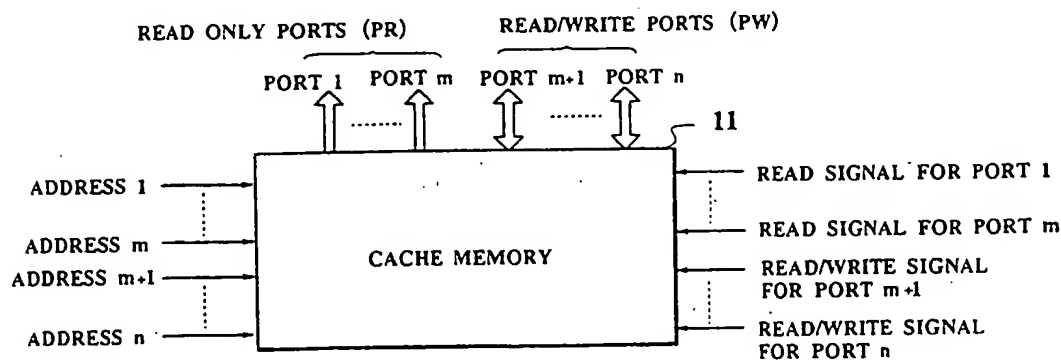 READ ONLY PORTS (PR)
READ/WRITE PORTS (PW)
PORT 1
PORT m
PORT m+1
PORT n
11
ADDRESS 1
ADDRESS m
ADDRESS m+1
ADDRESS n
CACHE MEMORY
READ SIGNAL FOR PORT 1
READ SIGNAL FOR PORT m
READ/WRITE SIGNAL
FOR PORT m+1
READ/WRITE SIGNAL
FOR PORT n